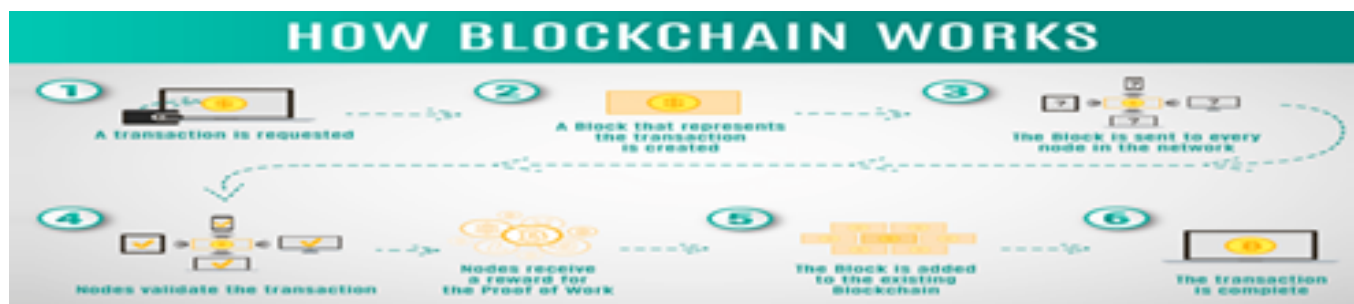 HOW BLOCKCHAIN WORKS
1
A transaction is requested
2
A Block that represents
the transaction
is created
3
The Block is sent to every
node in the network
4
Nodes validate the transaction
Nodes receive
a reward for
the Proof of Work
5
The Block is added
to the existing
Blockchain
6
The transaction
is complete